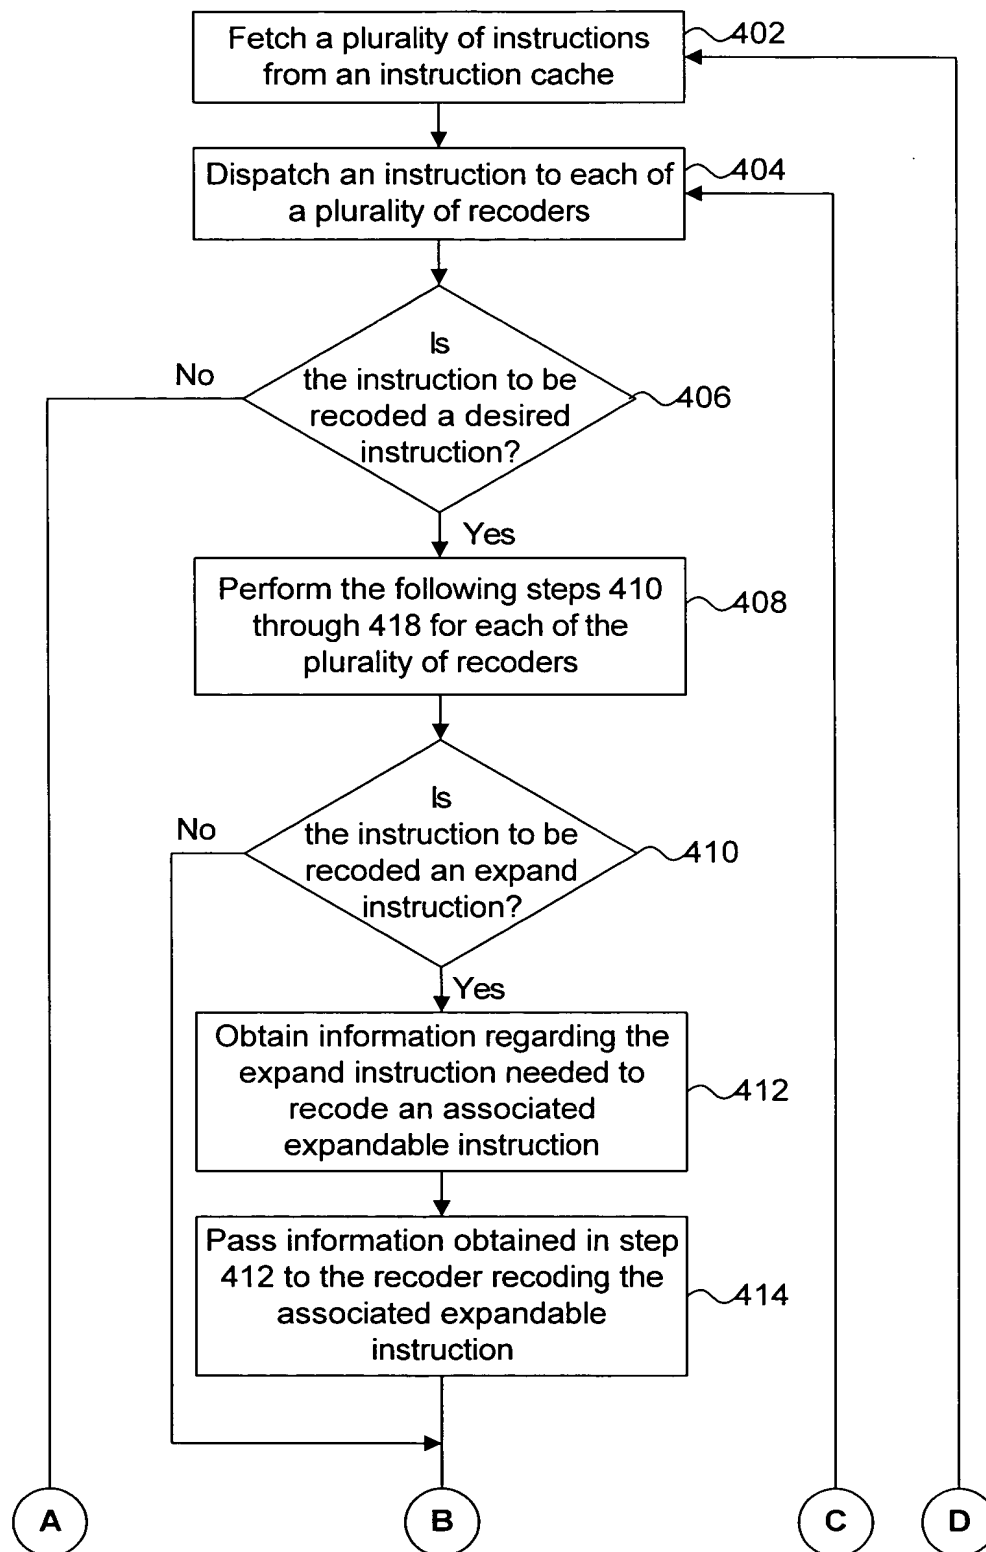 Fetch a plurality of instructions
from an instruction cache
402
Dispatch an instruction to each of
a plurality of recoders
404
Is
the instruction to be
recoded a desired
instruction?
406
No
Yes
Perform the following steps 410
through 418 for each of the
plurality of recoders
408
Is
the instruction to be
recoded an expand
instruction?
410
No
Yes
Obtain information regarding the
expand instruction needed to
recode an associated
expandable instruction
412
Pass information obtained in step
412 to the recoder recoding the
associated expandable
instruction
414
A
B
C
D